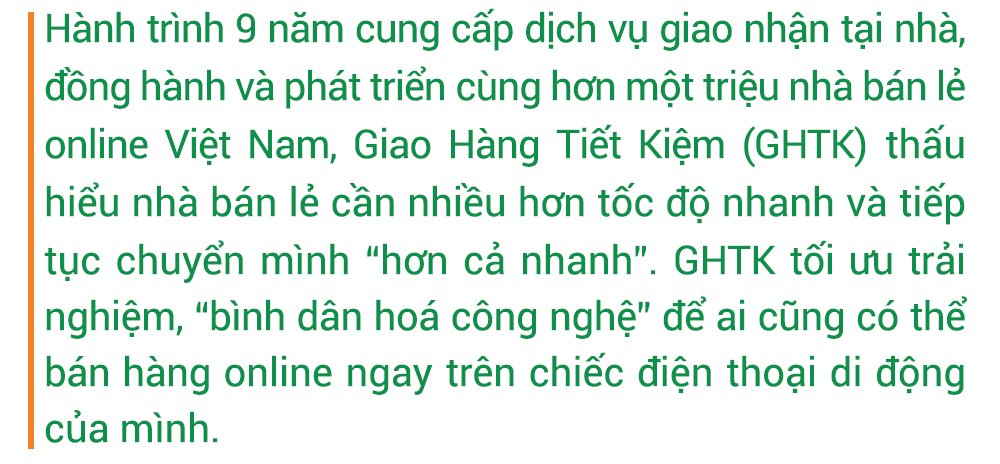 Hành trình 9 năm cung cấp dịch vụ giao nhận tại nhà,
đồng hành và phát triển cùng hơn một triệu nhà bán lẻ
online Việt Nam, Giao Hàng Tiết Kiệm (GHTK) thấu
hiểu nhà bán lẻ cần nhiều hơn tốc độ nhanh và tiếp
tục chuyển mình “hơn cả nhanh”. GHTK tối ưu trải
nghiệm, “bình dân hoá công nghệ” để ai cũng có thể
bán hàng online ngay trên chiếc điện thoại di động
của mình.